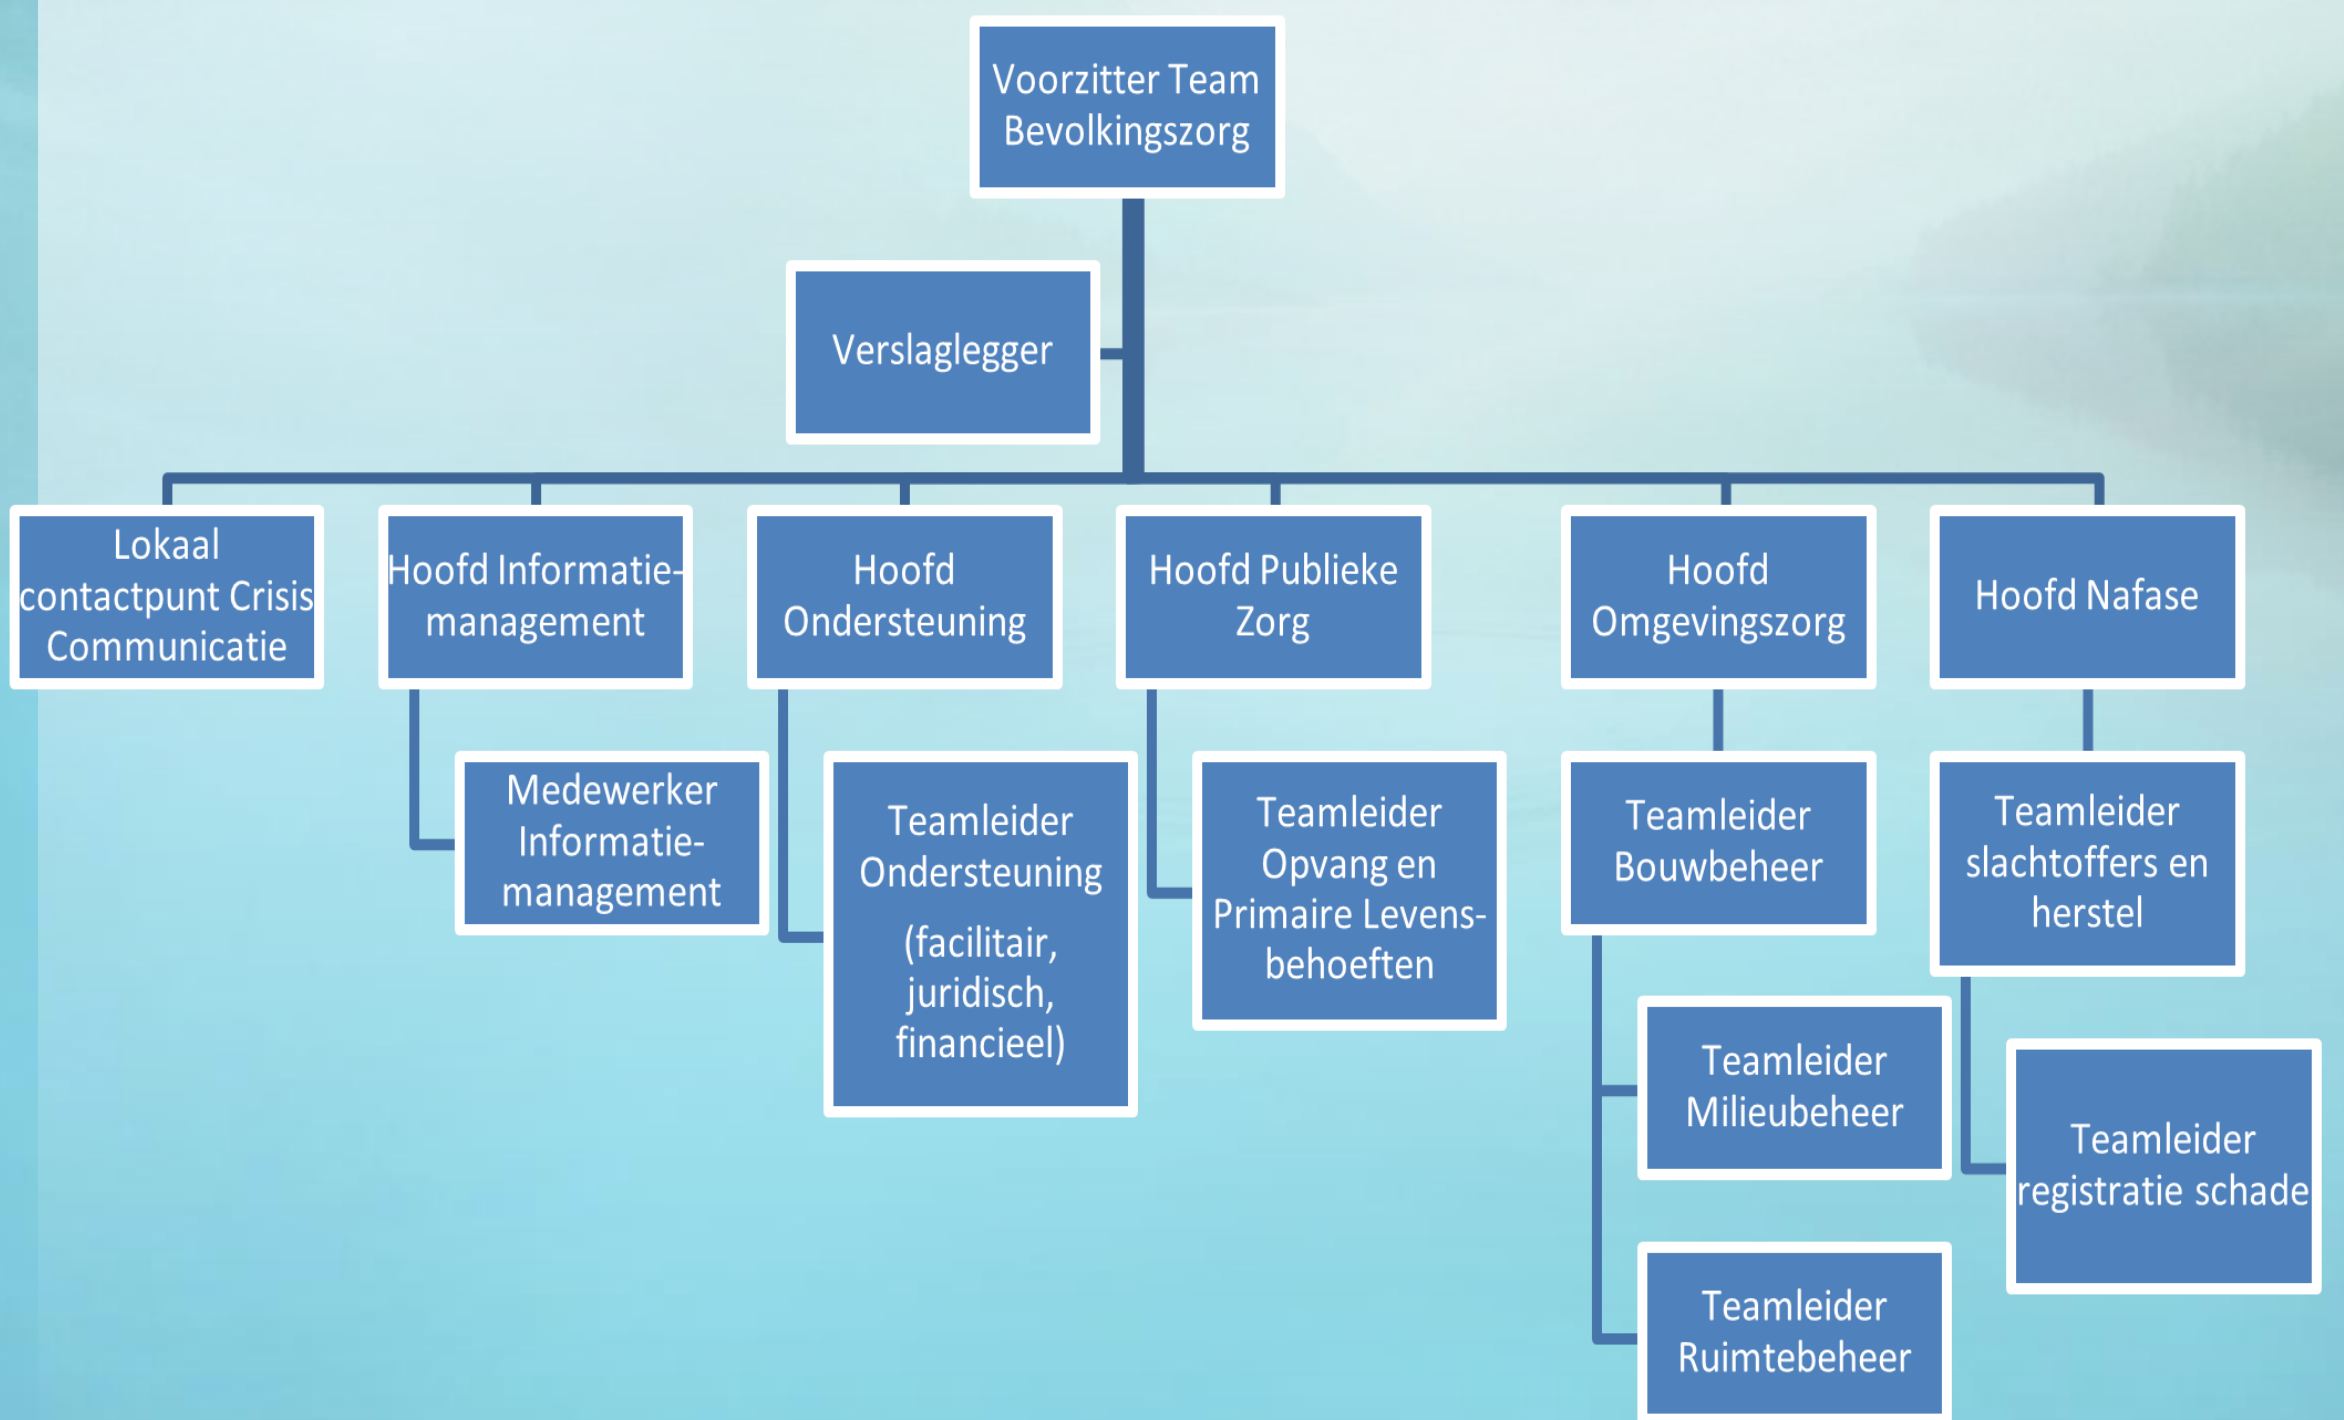 Voorzitter Team
Bevolkingszorg
Verslaglegger
Lokaal
contactpunt Crisis
Communicatie
Hoofd Informatie-
management
Hoofd
Ondersteuning
Hoofd Publieke
Zorg
Hoofd
Omgevingszorg
Hoofd Nafase
Medewerker
Informatie-
management
Teamleider
Ondersteuning
(facilitair,
juridisch,
financieel)
Teamleider
Opvang en
Primaire Levens-
behoeften
Teamleider
Bouwbeheer
Teamleider
slachtoffers en
herstel
Teamleider
Milieubeheer
Teamleider
registratie schade
Teamleider
Ruimtebeheer